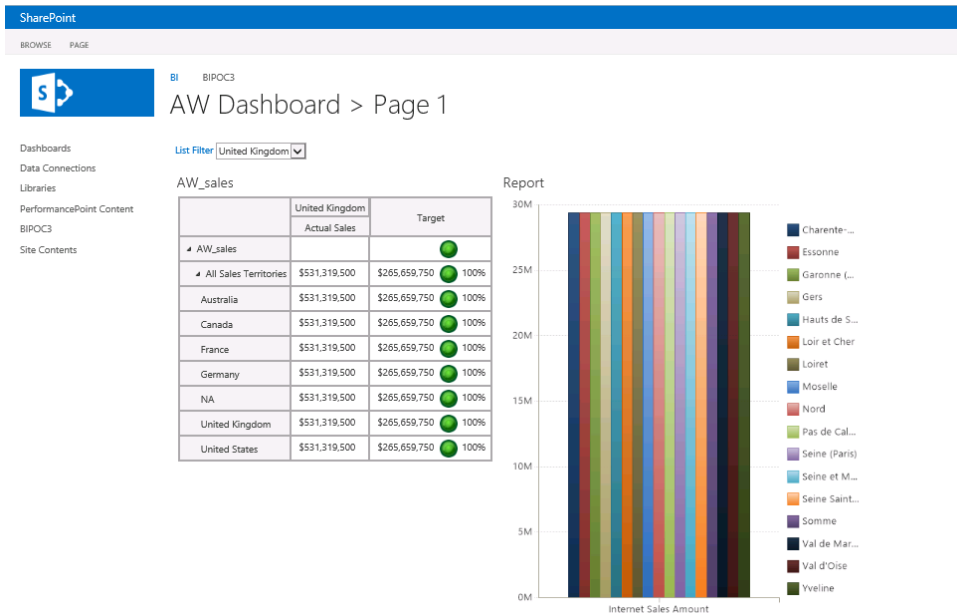 SharePoint
BROWSE PAGE
S
BI BIPOC3
AW Dashboard > Page 1
Dashboards
Data Connections
Libraries
PerformancePoint Content
BIPOC3
Site Contents
List Filter United Kingdom
AW_sales
United Kingdom Target
Actual Sales
AW_sales
All Sales Territories $531,319,500 $265,659,750 100%
Australia $531,319,500 $265,659,750 100%
Canada $531,319,500 $265,659,750 100%
France $531,319,500 $265,659,750 100%
Germany $531,319,500 $265,659,750 100%
NA $531,319,500 $265,659,750 100%
United Kingdom $531,319,500 $265,659,750 100%
United States $531,319,500 $265,659,750 100%
Report
30M
25M
20M
15M
10M
5M
0M
Internet Sales Amount
Charente-...
Essonne
Garonne (...
Gers
Hauts de S...
Loir et Cher
Loiret
Moselle
Nord
Pas de Cal...
Seine (Paris)
Seine et M...
Seine Saint...
Somme
Val de Mar...
Val d'Oise
Yveline